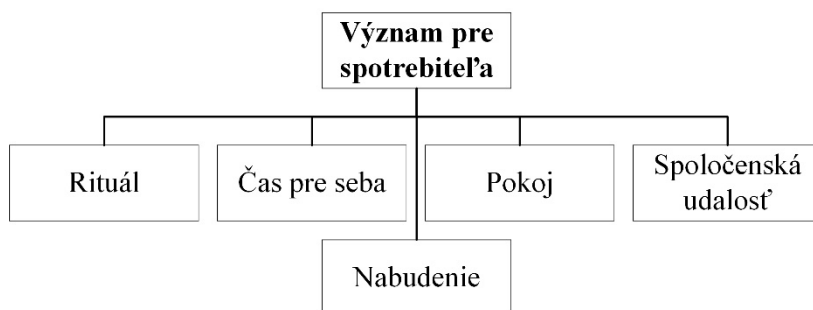 Význam pre
spotrebiteľa
Rituál
Čas pre seba
Pokoj
Spoločenská
udalosť
Nabudenie